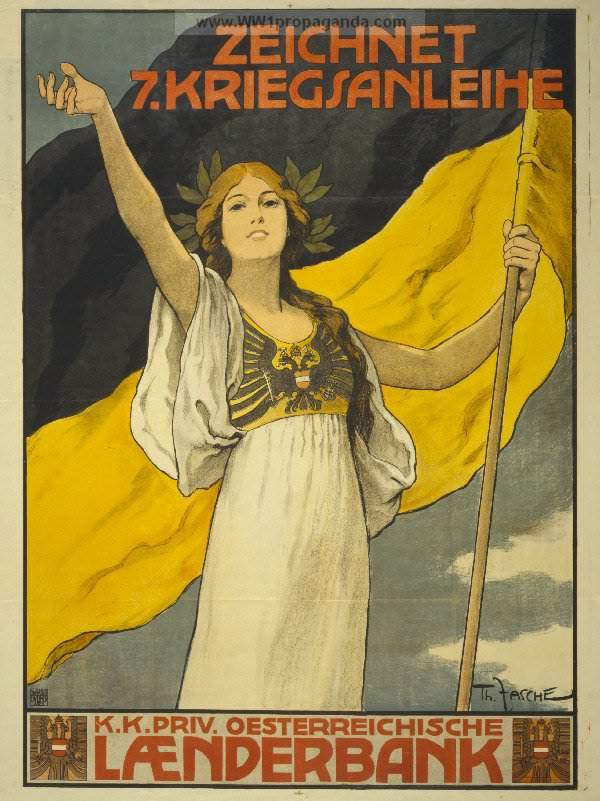 www.WW1propaganda.com
ZEICHNET
7.KRIEGSANLEIHE
Th. Zasche
K.K.PRIV. OESTERREICHISCHE
LÆNDERBANK